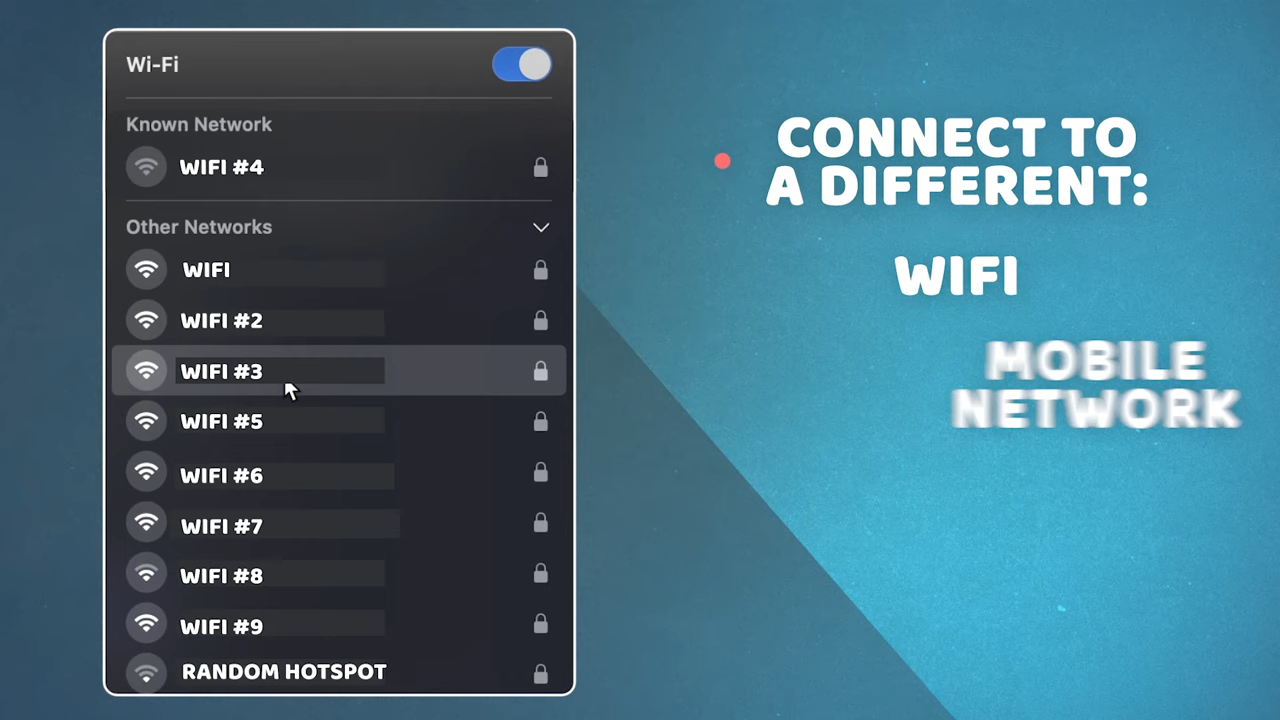 Wi-Fi
Known Network
WIFI #4
Other Networks
WIFI
WIFI #2
WIFI #3
WIFI #5
WIFI #6
WIFI #7
WIFI #8
WIFI #9
RANDOM HOTSPOT
CONNECT TO
A DIFFERENT:
WIFI
MOBILE
NETWORK